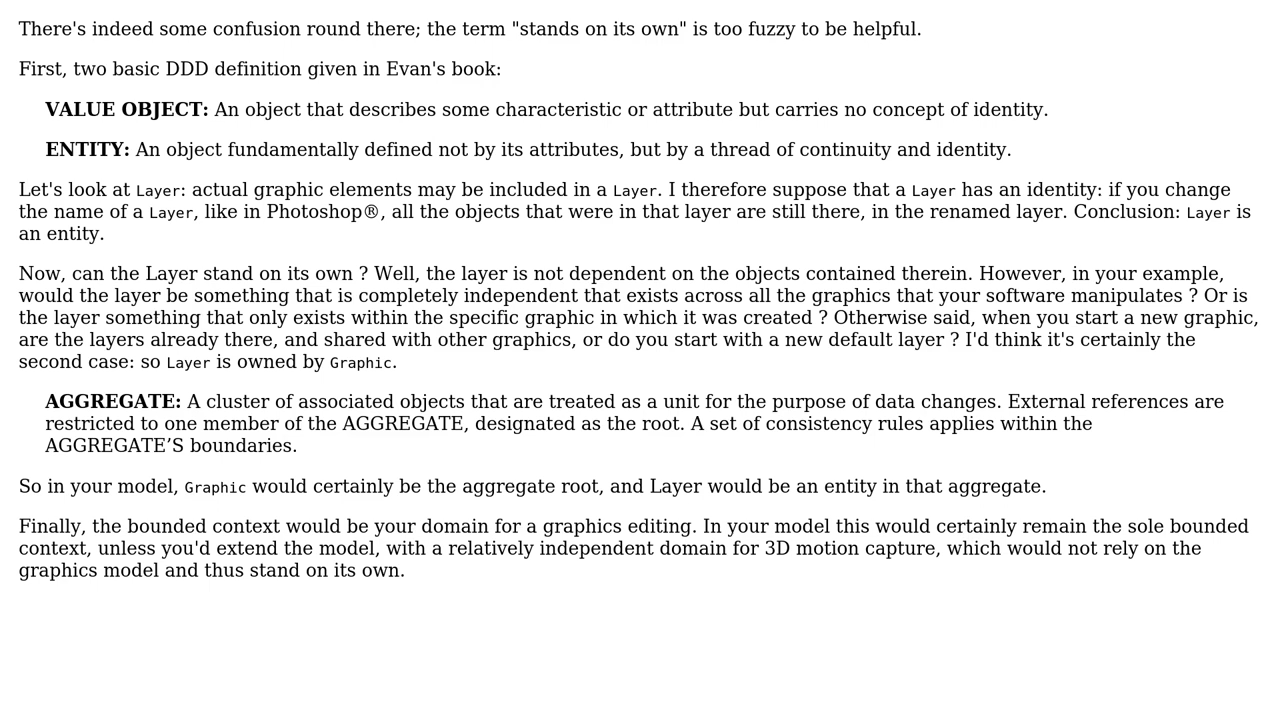 There's indeed some confusion round there; the term "stands on its own" is too fuzzy to be helpful.
First, two basic DDD definition given in Evan's book:
VALUE OBJECT: An object that describes some characteristic or attribute but carries no concept of identity.
ENTITY: An object fundamentally defined not by its attributes, but by a thread of continuity and identity.
Let's look at Layer: actual graphic elements may be included in a Layer. I therefore suppose that a Layer has an identity: if you change
the name of a Layer, like in Photoshop®, all the objects that were in that layer are still there, in the renamed layer. Conclusion: Layer is
an entity.
Now, can the Layer stand on its own ? Well, the layer is not dependent on the objects contained therein. However, in your example,
would the layer be something that is completely independent that exists across all the graphics that your software manipulates ? Or is
the layer something that only exists within the specific graphic in which it was created ? Otherwise said, when you start a new graphic,
are the layers already there, and shared with other graphics, or do you start with a new default layer ? I'd think it's certainly the
second case: so Layer is owned by Graphic.
AGGREGATE: A cluster of associated objects that are treated as a unit for the purpose of data changes. External references are
restricted to one member of the AGGREGATE, designated as the root. A set of consistency rules applies within the
AGGREGATE’S boundaries.
So in your model, Graphic would certainly be the aggregate root, and Layer would be an entity in that aggregate.
Finally, the bounded context would be your domain for a graphics editing. In your model this would certainly remain the sole bounded
context, unless you'd extend the model, with a relatively independent domain for 3D motion capture, which would not rely on the
graphics model and thus stand on its own.